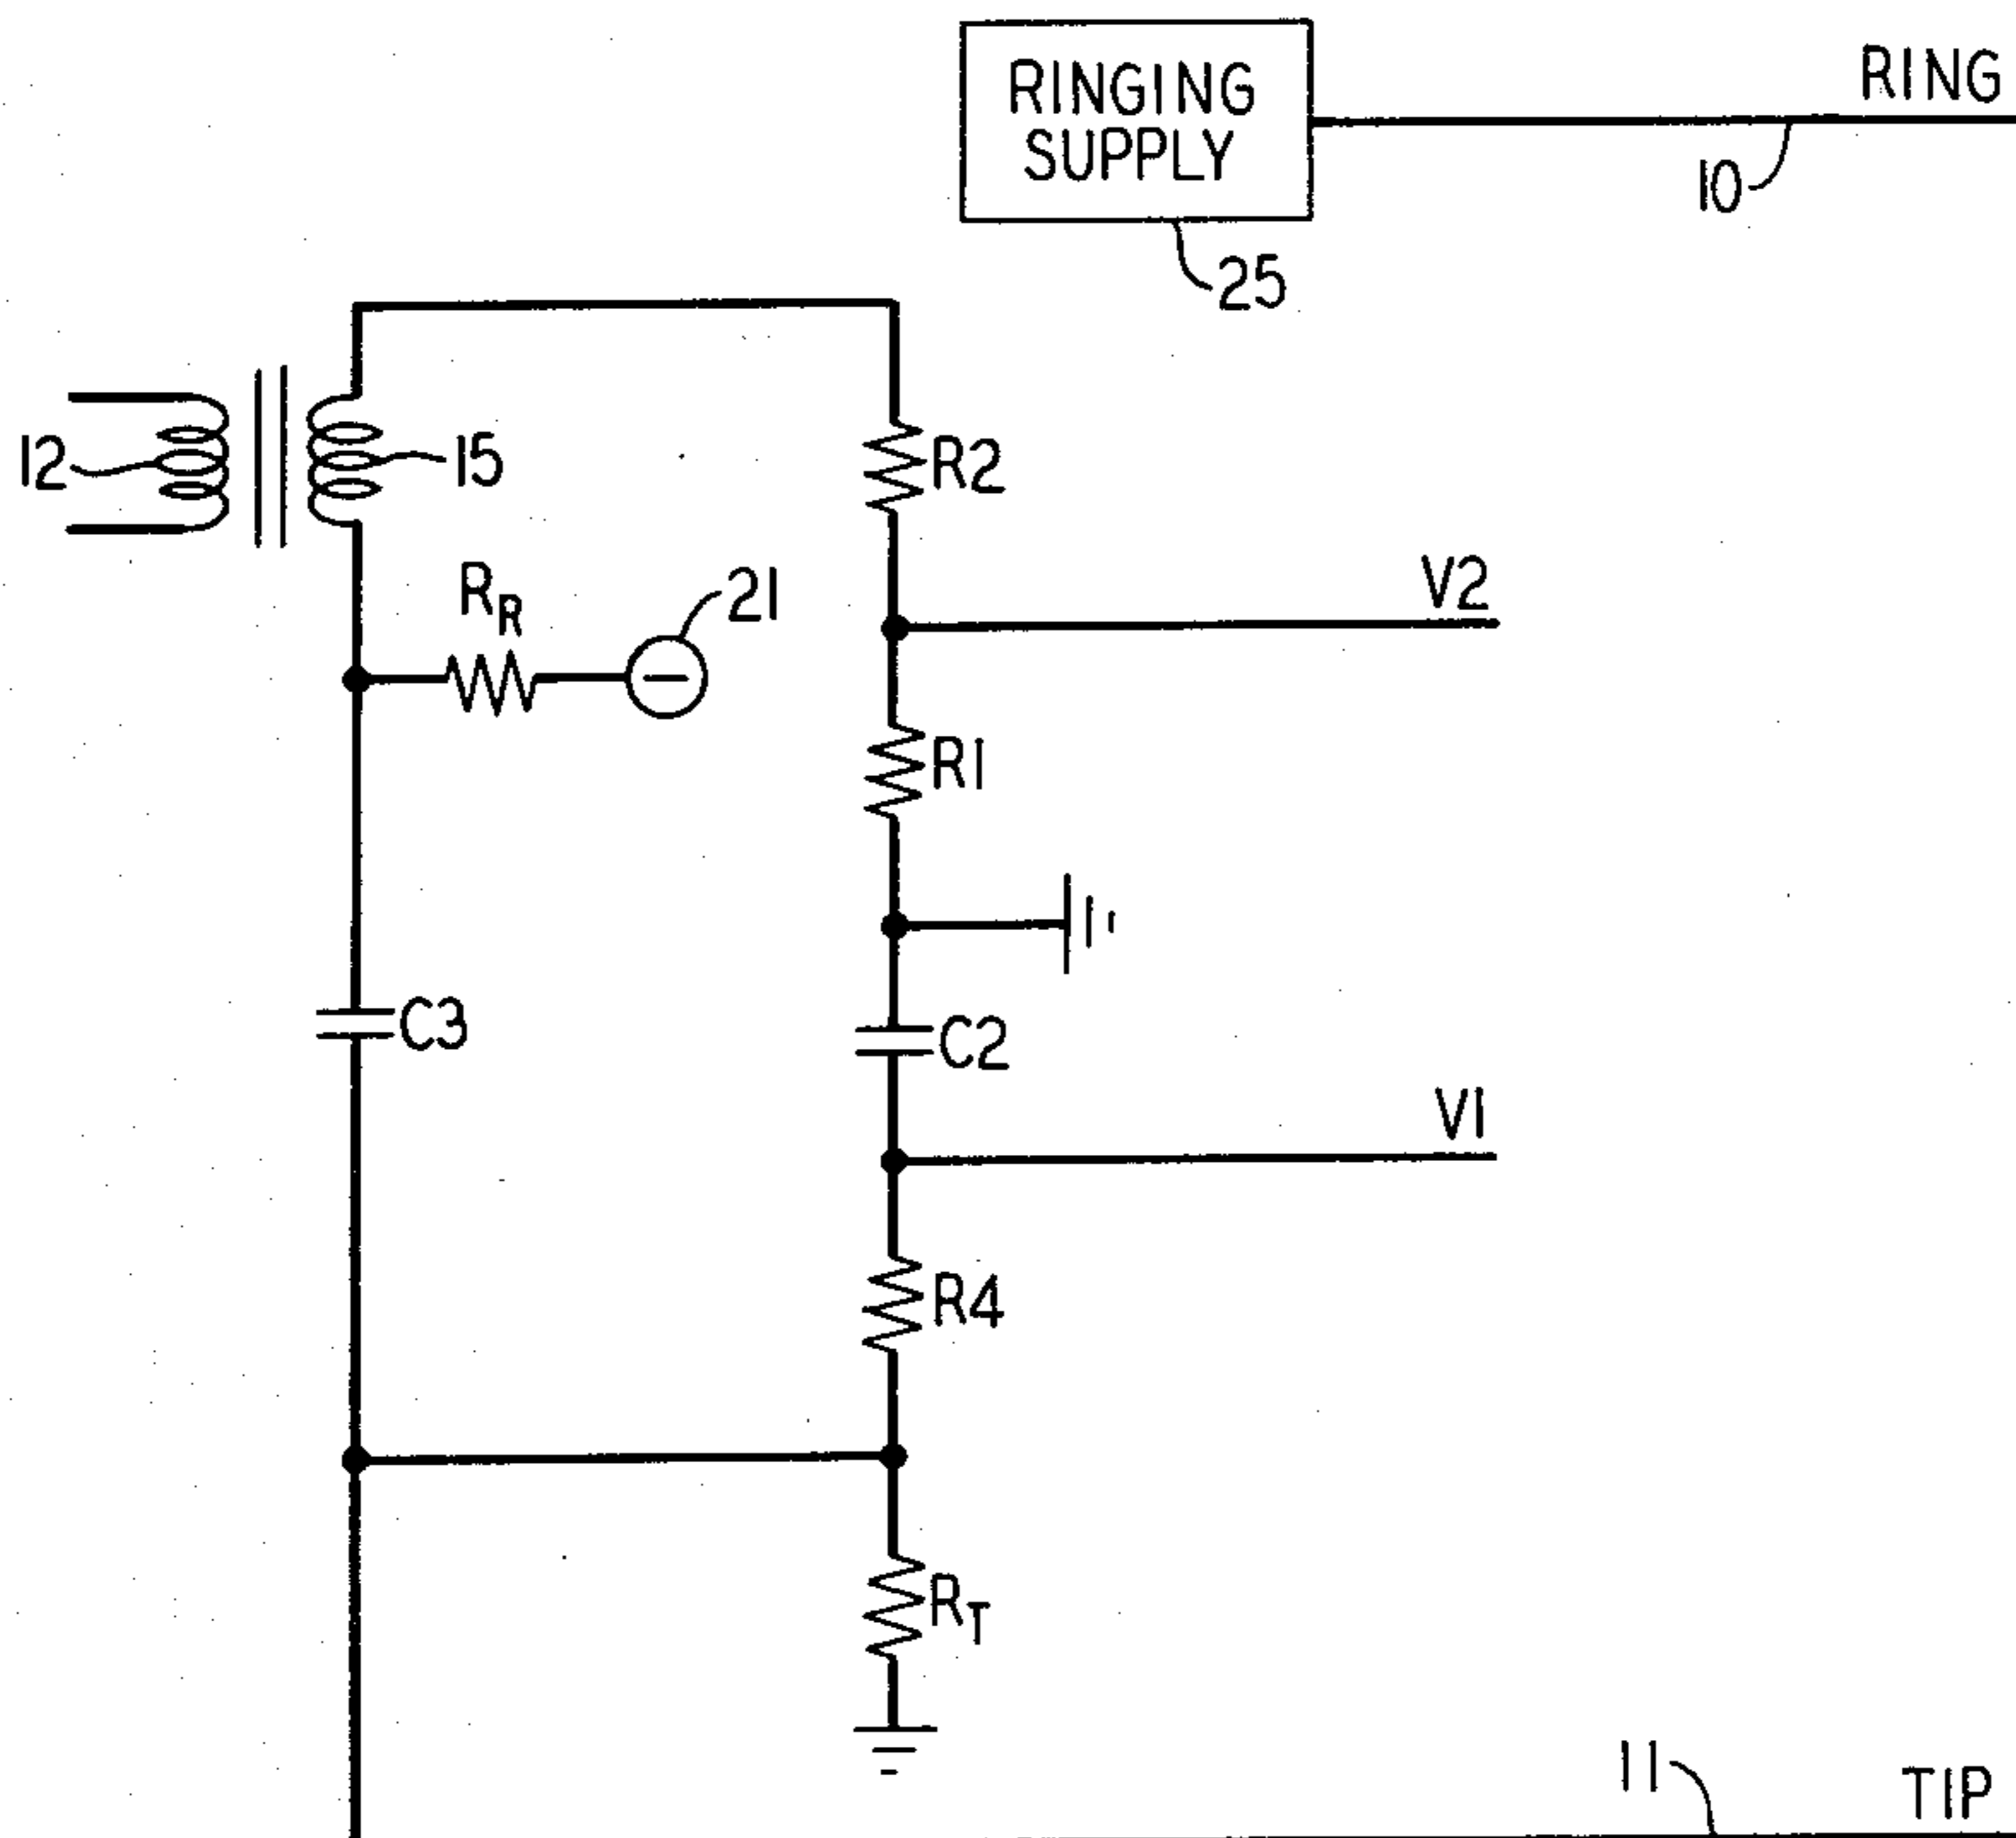 RINGING
SUPPLY
RING
10
25
12
15
R2
RR
21
V2
R1
C3
C2
V1
R4
RT
11
TIP